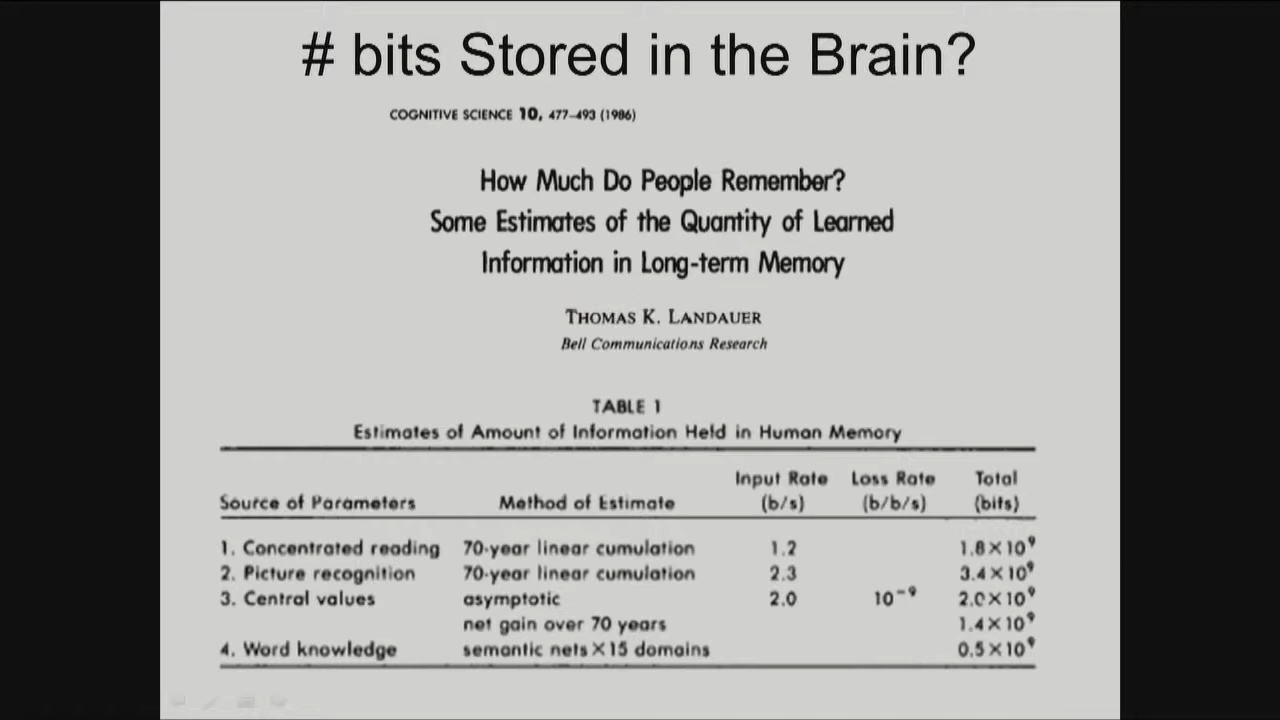 # bits Stored in the Brain?
COGNITIVE SCIENCE 10, 477-493 (1986)
How Much Do People Remember?
Some Estimates of the Quantity of Learned
Information in Long-term Memory
THOMAS K. LANDAUER
Bell Communications Research
TABLE 1
Estimates of Amount of Information Held in Human Memory
Source of Parameters Method of Estimate Input Rate (b/s) Loss Rate (b/b/s) Total (bits)
1. Concentrated reading 70-year linear cumulation 1.2 1.8×10⁹
2. Picture recognition 70-year linear cumulation 2.3 3.4×10⁹
3. Central values asymptotic 2.0 10⁻⁹ 2.0×10⁹
net gain over 70 years 1.4×10⁹
4. Word knowledge semantic nets×15 domains 0.5×10⁹